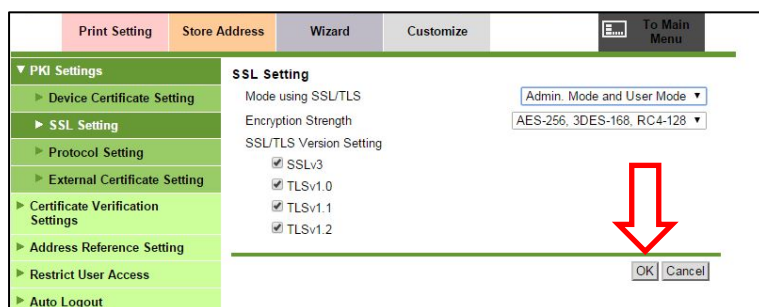 Print Setting
Store Address
Wizard
Customize
To Main
Menu
PKI Settings
Device Certificate Setting
SSL Setting
Protocol Setting
External Certificate Setting
Certificate Verification
Settings
Address Reference Setting
Restrict User Access
Auto Logout
SSL Setting
Mode using SSL/TLS
Admin. Mode and User Mode
Encryption Strength
AES-256, 3DES-168, RC4-128
SSL/TLS Version Setting
SSLv3
TLSv1.0
TLSv1.1
TLSv1.2
OK
Cancel